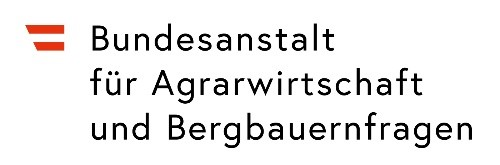 Bundesanstalt
für Agrarwirtschaft
und Bergbauernfragen